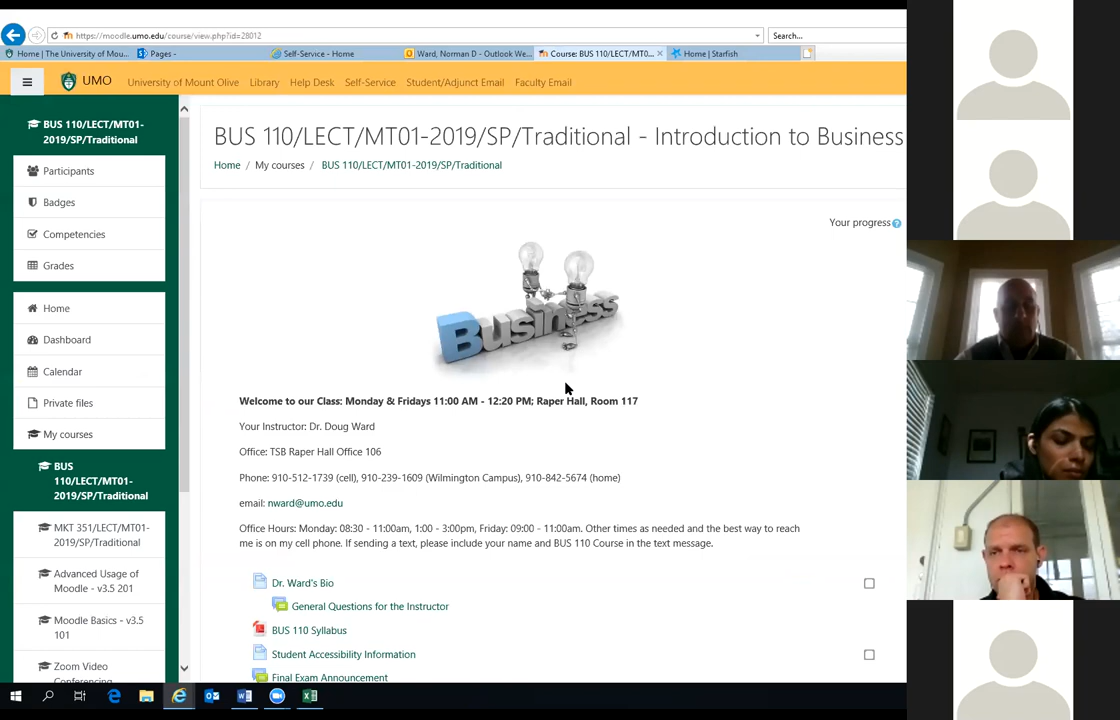 https://moodle.umo.edu/course/view.php?id=28012
Search...
Home | The University of Mou...
Pages -
Self-Service - Home
Ward, Norman D - Outlook We...
Course: BUS 110/LECT/MT0...
Home | Starfish
UMO
University of Mount Olive
Library
Help Desk
Self-Service
Student/Adjunct Email
Faculty Email
BUS 110/LECT/MT01-
2019/SP/Traditional
Participants
Badges
Competencies
Grades
Home
Dashboard
Calendar
Private files
My courses
BUS
110/LECT/MT01-
2019/SP/Traditional
MKT 351/LECT/MT01-
2019/SP/Traditional
Advanced Usage of
Moodle - v3.5 201
Moodle Basics - v3.5
101
Zoom Video
Conferencing
BUS 110/LECT/MT01-2019/SP/Traditional - Introduction to Business
Home / My courses / BUS 110/LECT/MT01-2019/SP/Traditional
Your progress
Business
Welcome to our Class: Monday & Fridays 11:00 AM - 12:20 PM; Raper Hall, Room 117
Your Instructor: Dr. Doug Ward
Office: TSB Raper Hall Office 106
Phone: 910-512-1739 (cell), 910-239-1609 (Wilmington Campus), 910-842-5674 (home)
email: nward@umo.edu
Office Hours: Monday: 08:30 - 11:00am, 1:00 - 3:00pm, Friday: 09:00 - 11:00am. Other times as needed and the best way to reach
me is on my cell phone. If sending a text, please include your name and BUS 110 Course in the text message.
Dr. Ward's Bio
General Questions for the Instructor
BUS 110 Syllabus
Student Accessibility Information
Final Exam Announcement